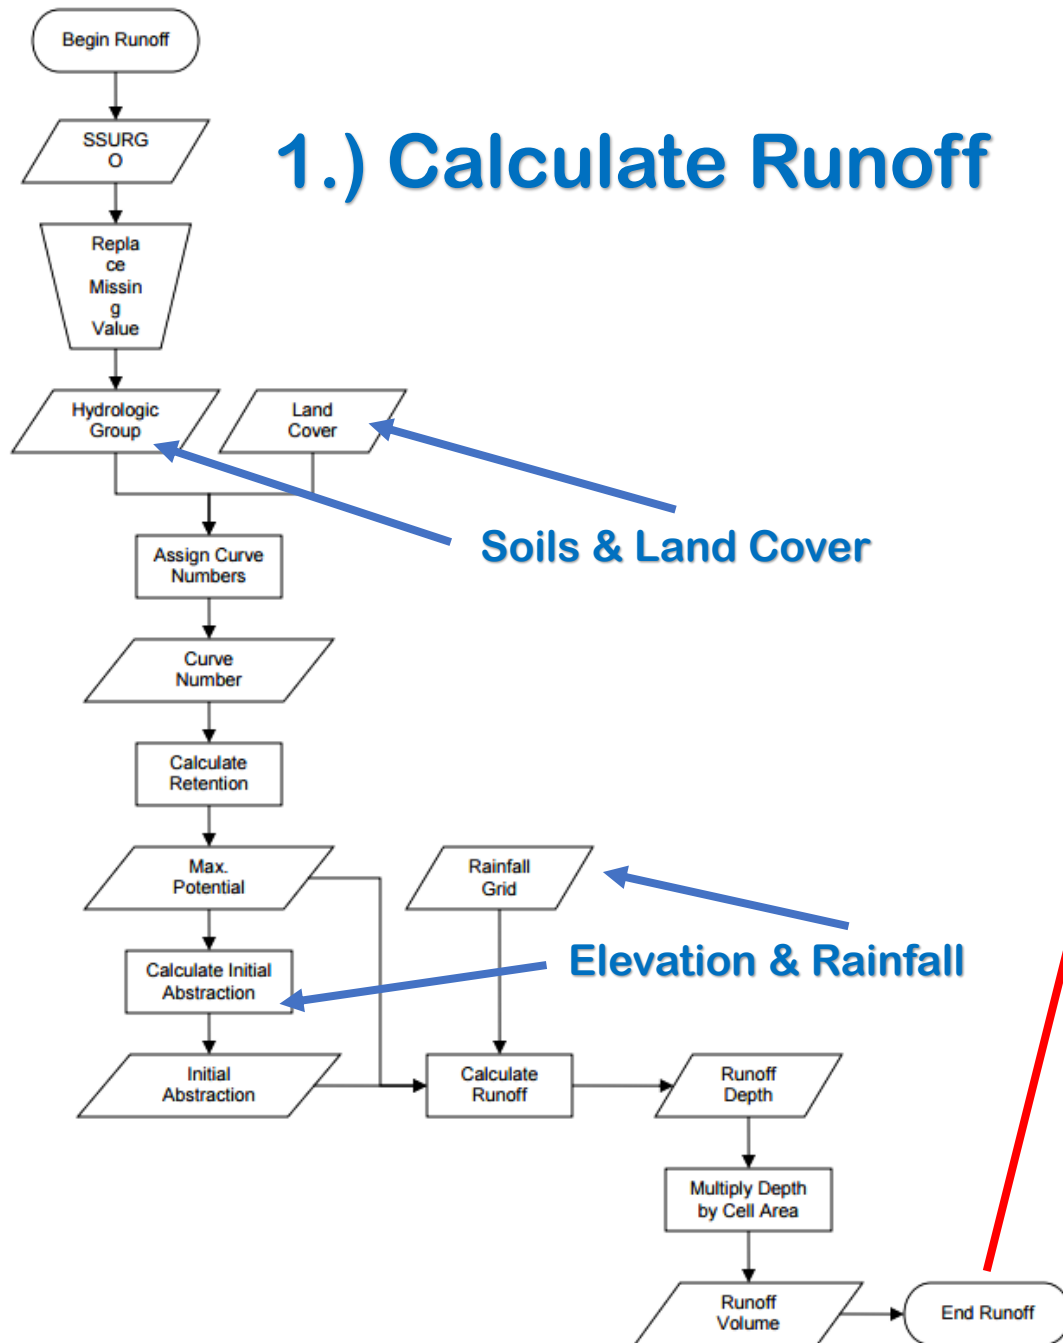 Begin Runoff
SSURG
O
1.) Calculate Runoff
Repla
ce
Missin
g
Value
Hydrologic
Group
Land
Cover
Soils & Land Cover
Assign Curve
Numbers
Curve
Number
Calculate
Retention
Max.
Potential
Rainfall
Grid
Elevation & Rainfall
Calculate Initial
Abstraction
Initial
Abstraction
Calculate
Runoff
Runoff
Depth
Multiply Depth
by Cell Area
Runoff
Volume
End Runoff